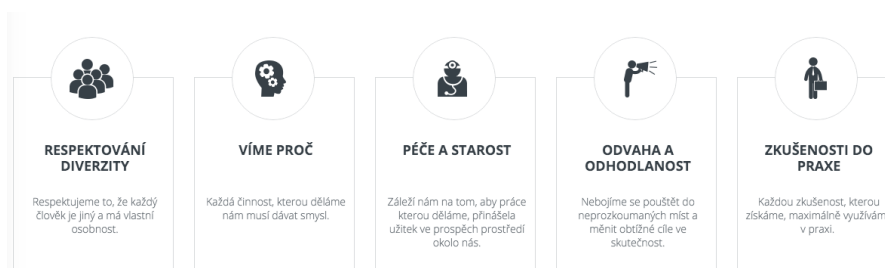 RESPEKTOVÁNÍ
DIVERZITY
Respektujeme to, že každý
člověk je jiný a má vlastní
osobnost.
VÍME PROČ
Každá činnost, kterou děláme
nám musí dávat smysl.
PÉČE A STAROST
Záleží nám na tom, aby práce
kterou děláme, přinášela
užitek ve prospěch prostředí
okolo nás.
ODVAHA A
ODHODLANOST
Nebojíme se pouštět do
neprozkoumaných míst a
měnit obtížné cíle ve
skutečnost.
ZKUŠENOSTI DO
PRAXE
Každou zkušenost, kterou
získáme, maximálně využívám
v praxi.